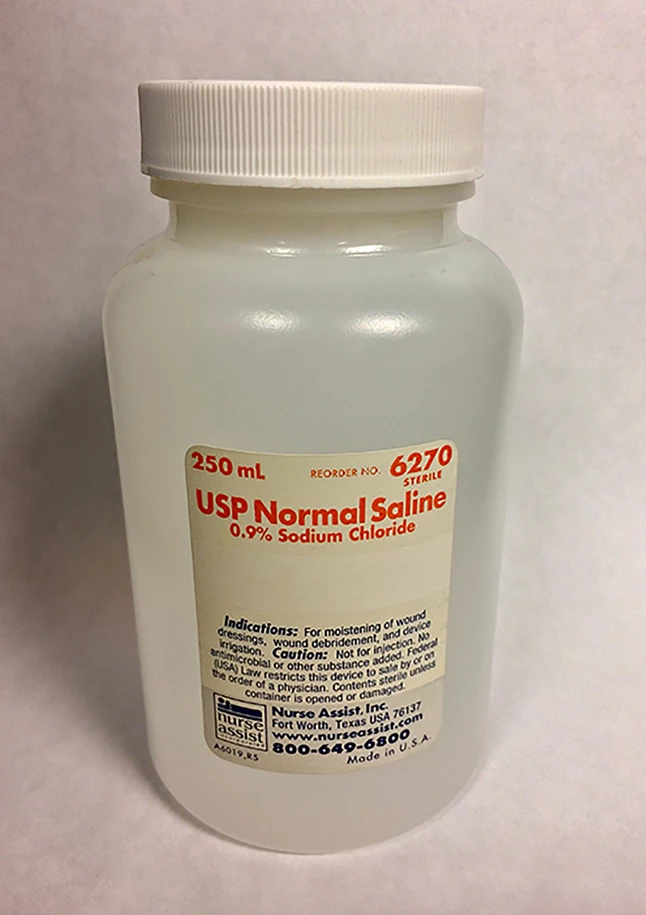 250 mL REORDER NO. 6270
STERILE
USP Normal Saline
0.9% Sodium Chloride
Indications: For moistening of wound
dressings, wound debridement, and device
irrigation. Caution: Not for injection. No
antimicrobial or other substance added. Federal
(USA) Law restricts this device to sale by or on
the order of a physician. Contents sterile unless
container is opened or damaged.
nurse
assist
INCORPORATED
A6019,R5
Nurse Assist, Inc.
Fort Worth, Texas USA 76137
www.nurseassist.com
800-649-6800
Made in U.S.A.